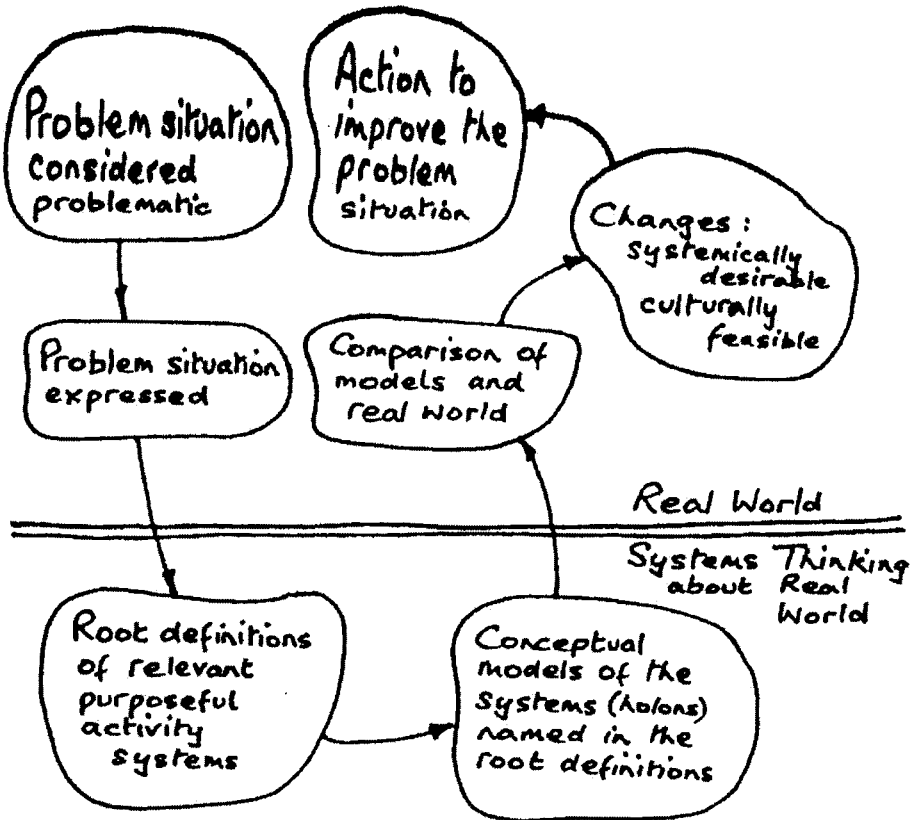 Problem situation
considered
problematic
Action to
improve the
problem
situation
Changes:
systemically
desirable
culturally
feasible
Problem situation
expressed
Comparison of
models and
real world
Real World
Systems Thinking
about Real
World
Root definitions
of relevant
purposeful
activity
systems
Conceptual
models of the
systems (holons)
named in the
root definitions